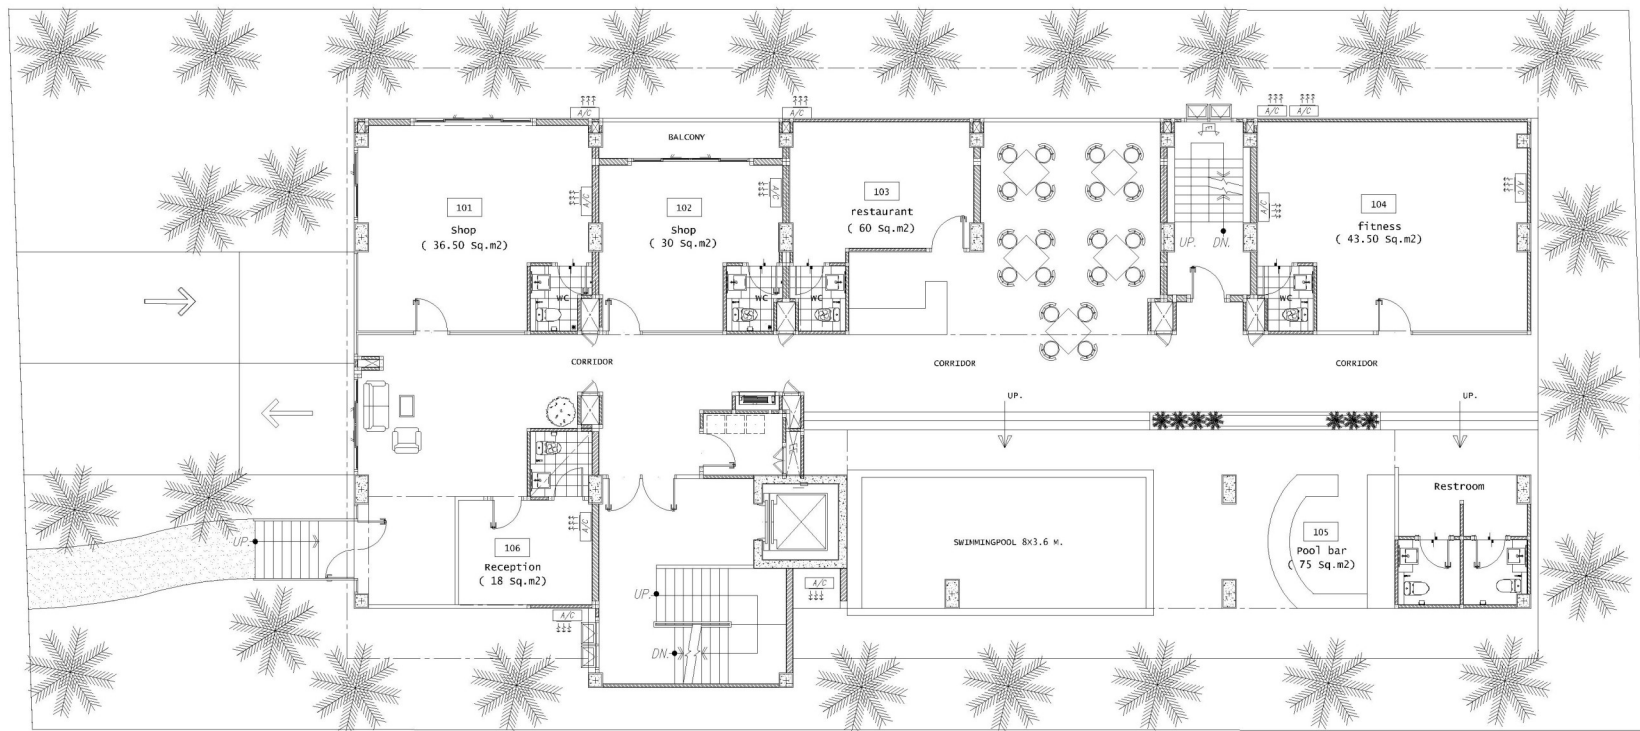 A/C
A/C
A/C
A/C
BALCONY
101
Shop
( 36.50 Sq.m2)
A/C
102
Shop
( 30 Sq.m2)
A/C
103
restaurant
( 60 Sq.m2)
UP.
DN.
A/C
104
fitness
( 43.50 Sq.m2)
A/C
WC
WC
WC
WC
CORRIDOR
CORRIDOR
CORRIDOR
UP.
UP.
Restroom
UP.
106
Reception
( 18 Sq.m2)
A/C
SWIMMINGPOOL 8X3.6 M.
105
Pool bar
( 75 Sq.m2)
A/C
UP.
A/C
DN.